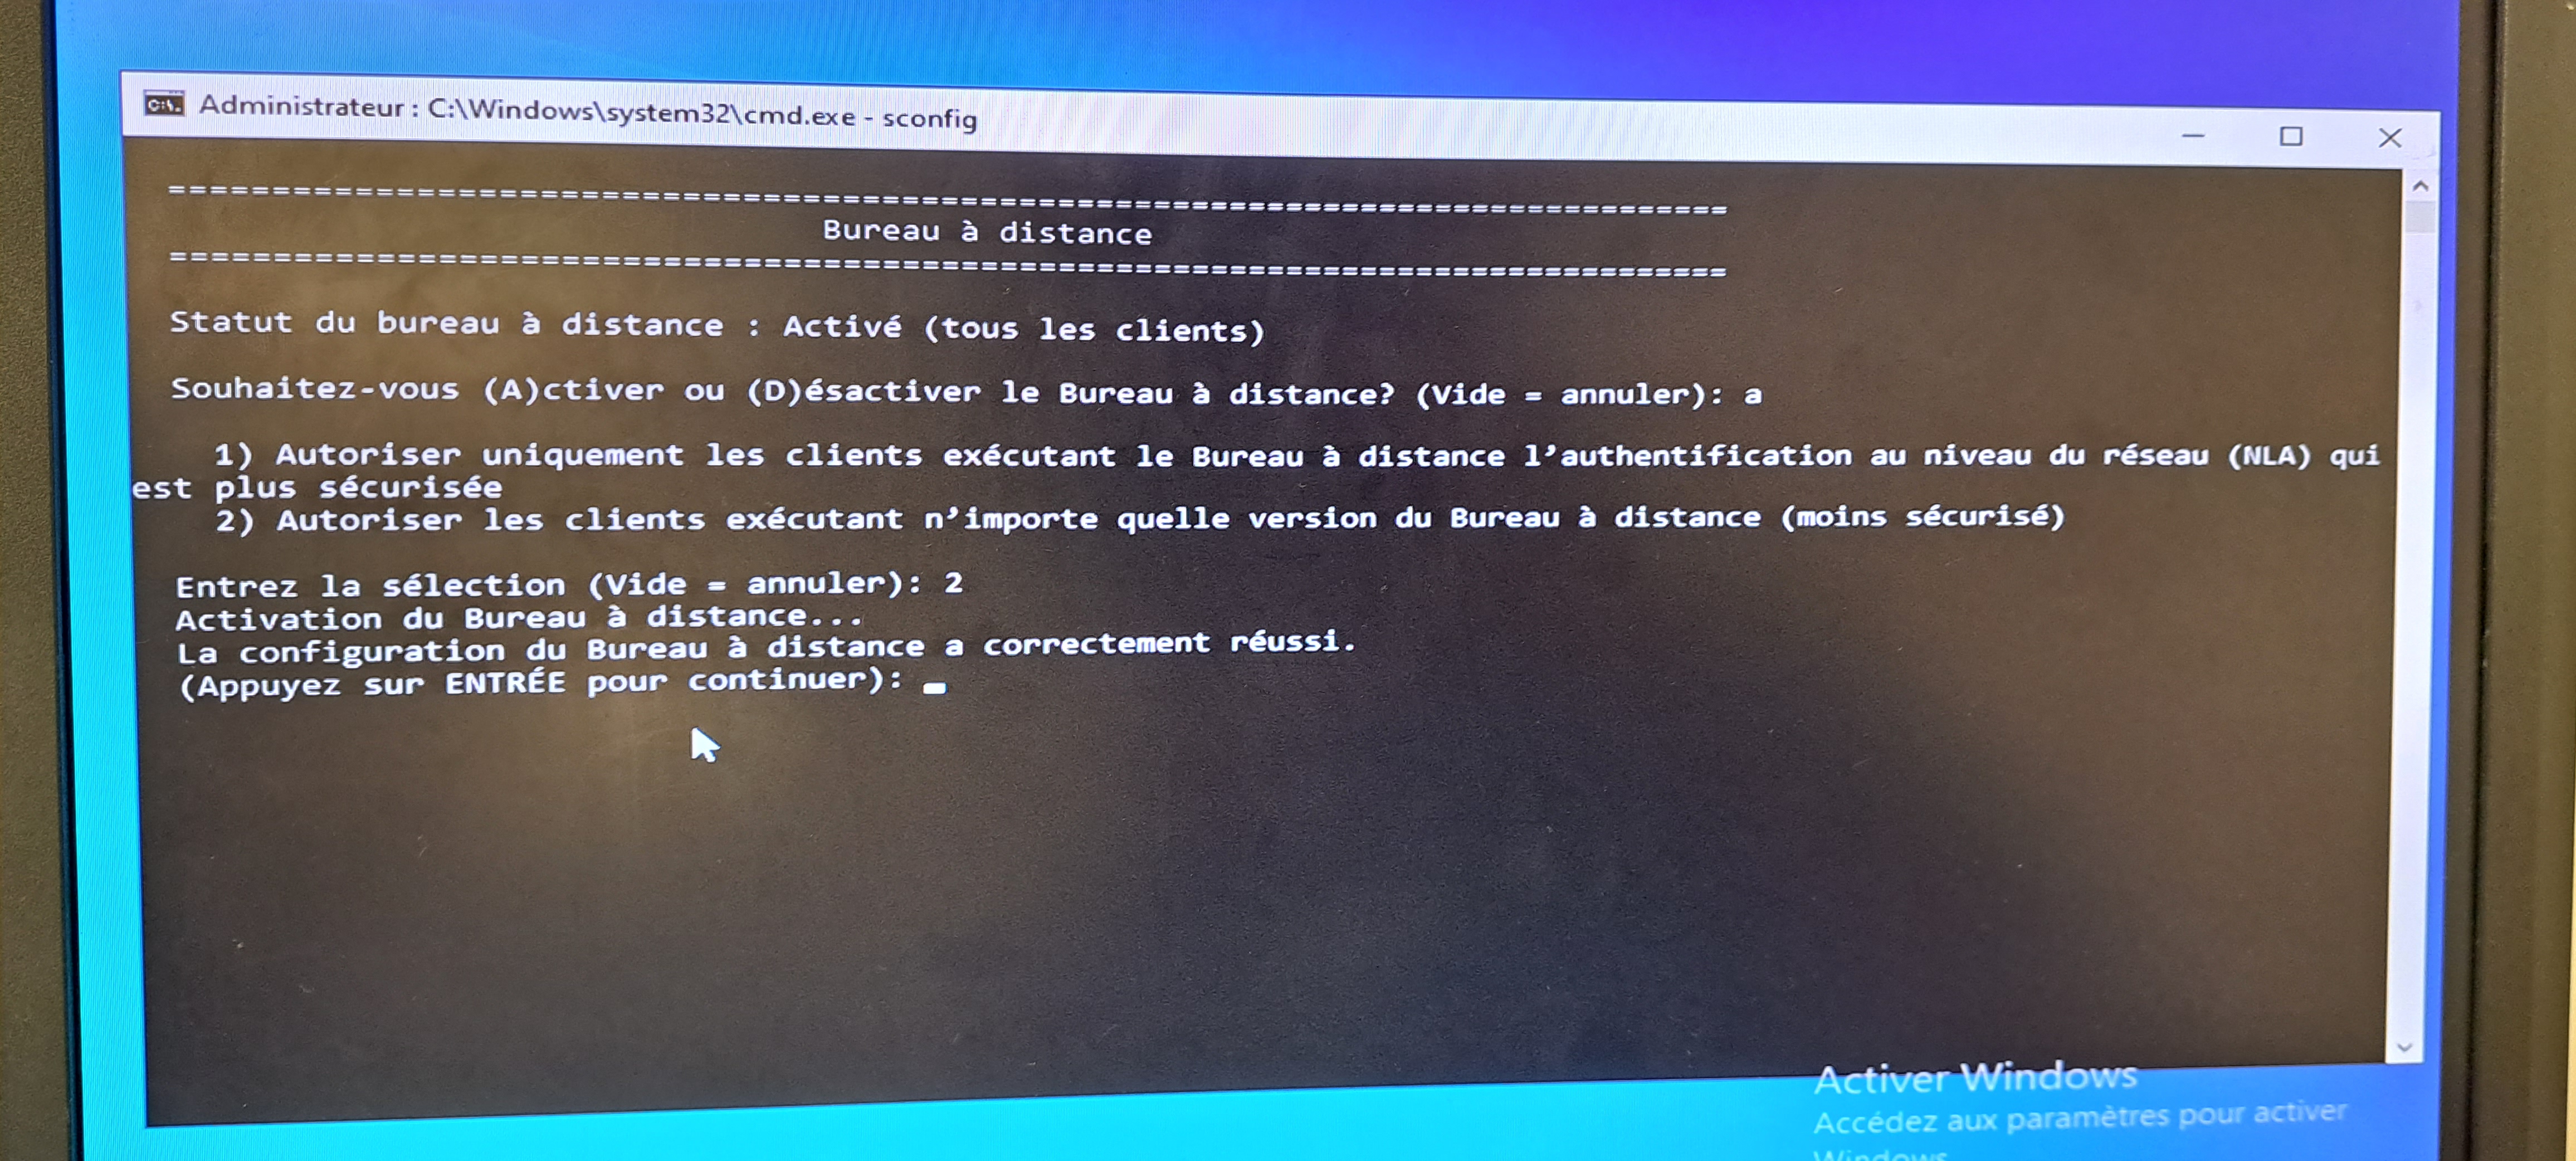 Administrateur : C:\Windows\system32\cmd.exe - sconfig
===============================================================================
Bureau à distance
===============================================================================
Statut du bureau à distance : Activé (tous les clients)
Souhaitez-vous (A)ctiver ou (D)ésactiver le Bureau à distance? (Vide = annuler): a
1) Autoriser uniquement les clients exécutant le Bureau à distance l’authentification au niveau du réseau (NLA) qui
est plus sécurisée
2) Autoriser les clients exécutant n’importe quelle version du Bureau à distance (moins sécurisé)
Entrez la sélection (Vide = annuler): 2
Activation du Bureau à distance...
La configuration du Bureau à distance a correctement réussi.
(Appuyez sur ENTRÉE pour continuer):
Activer Windows
Accédez aux paramètres pour activer
Windows